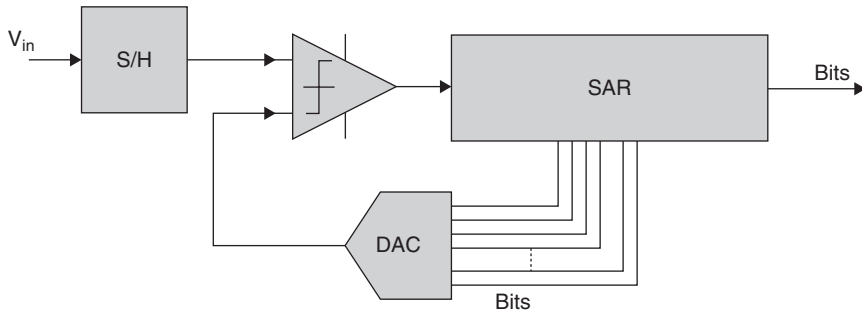 V_in
S/H
SAR
Bits
DAC
Bits